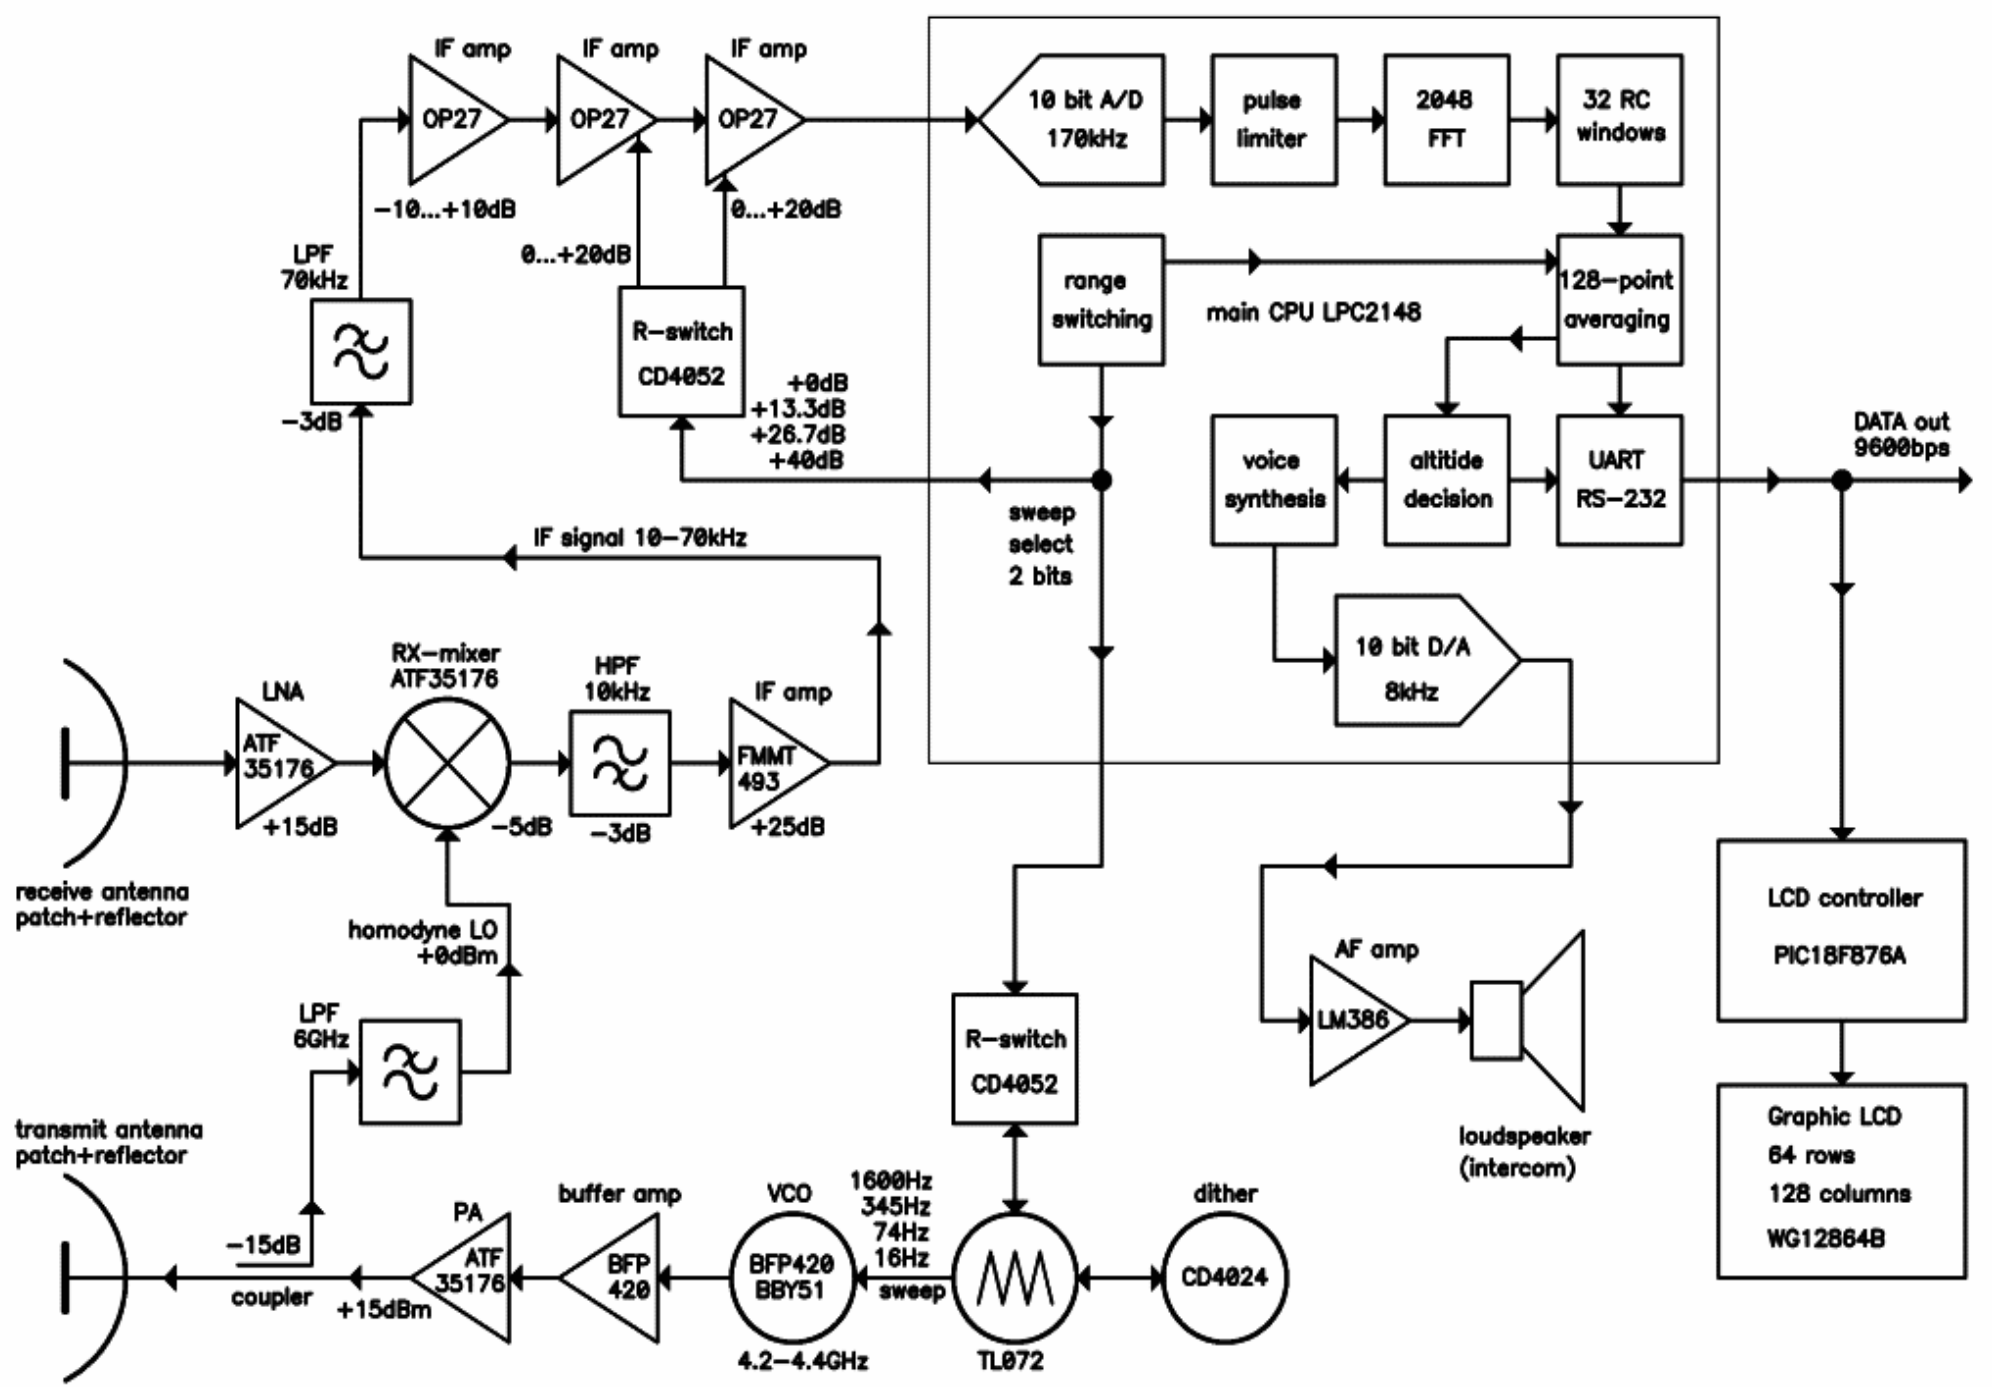 IF amp
IF amp
IF amp
OP27
OP27
OP27
-10...+10dB
0...+20dB
0...+20dB
10 bit A/D
170kHz
pulse
limiter
2048
FFT
32 RC
windows
LPF
70kHz
-3dB
R-switch
CD4052
+0dB
+13.3dB
+26.7dB
+40dB
range
switching
main CPU LPC2148
128-point
averaging
voice
synthesis
altitide
decision
UART
RS-232
DATA out
9600bps
sweep
select
2 bits
IF signal 10-70kHz
10 bit D/A
8kHz
LNA
ATF
35176
+15dB
RX-mixer
ATF35176
-5dB
HPF
10kHz
-3dB
IF amp
FMMT
493
+25dB
receive antenna
patch+reflector
homodyne LO
+0dBm
LPF
6GHz
R-switch
CD4052
AF amp
LM386
loudspeaker
(intercom)
LCD controller
PIC18F876A
Graphic LCD
64 rows
128 columns
WG12864B
transmit antenna
patch+reflector
-15dB
coupler
+15dBm
PA
ATF
35176
buffer amp
BFP
420
VCO
BFP420
BBY51
4.2-4.4GHz
1600Hz
345Hz
74Hz
16Hz
sweep
TL072
dither
CD4024